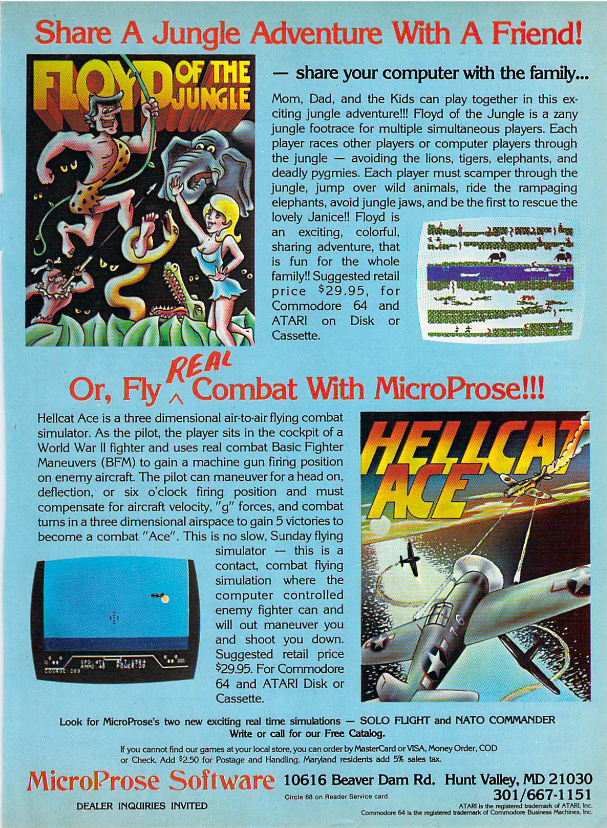 Share A Jungle Adventure With A Friend!
FLOYD OF THE
JUNGLE
— share your computer with the family...
Mom, Dad, and the Kids can play together in this ex-
citing jungle adventure!!! Floyd of the Jungle is a zany
jungle footrace for multiple simultaneous players. Each
player races other players or computer players through
the jungle — avoiding the lions, tigers, elephants, and
deadly pygmies. Each player must scamper through the
jungle, jump over wild animals, ride the rampaging
elephants, avoid jungle jaws, and be the first to rescue the
lovely Janice!! Floyd is
an exciting, colorful,
sharing adventure, that
is fun for the whole
family!! Suggested retail
price $29.95, for
Commodore 64 and
ATARI on Disk or
Cassette.
REAL
Or, Fly ^ Combat With MicroProse!!!
Hellcat Ace is a three dimensional air-to-air flying combat
simulator. As the pilot, the player sits in the cockpit of a
World War II fighter and uses real combat Basic Fighter
Maneuvers (BFM) to gain a machine gun firing position
on enemy aircraft. The pilot can maneuver for a head on,
deflection, or six o'clock firing position and must
compensate for aircraft velocity, "g" forces, and combat
turns in a three dimensional airspace to gain 5 victories to
become a combat "Ace". This is no slow, Sunday flying
simulator — this is a
contact, combat flying
simulation where the
computer controlled
enemy fighter can and
will out maneuver you
and shoot you down.
Suggested retail price
$29.95. For Commodore
64 and ATARI Disk or
Cassette.
HELLCAT
ACE
116
Look for MicroProse's two new exciting real time simulations — SOLO FLIGHT and NATO COMMANDER
Write or call for our Free Catalog.
If you cannot find our games at your local store, you can order by MasterCard or VISA, Money Order, COD
or Check. Add $2.50 for Postage and Handling. Maryland residents add 5% sales tax.
MicroProse Software 10616 Beaver Dam Rd. Hunt Valley, MD 21030
Circle 68 on Reader Service card. 301/667-1151
DEALER INQUIRIES INVITED
ATARI is the registered trademark of ATARI, Inc.
Commodore 64 is the registered trademark of Commodore Business Machines, Inc.